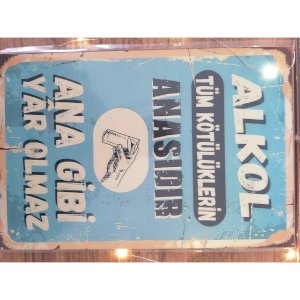 ALKOL
TÜM KÖTÜLÜKLERİN
ANASIDIR
ANA GİBİ
YÂR OLMAZ